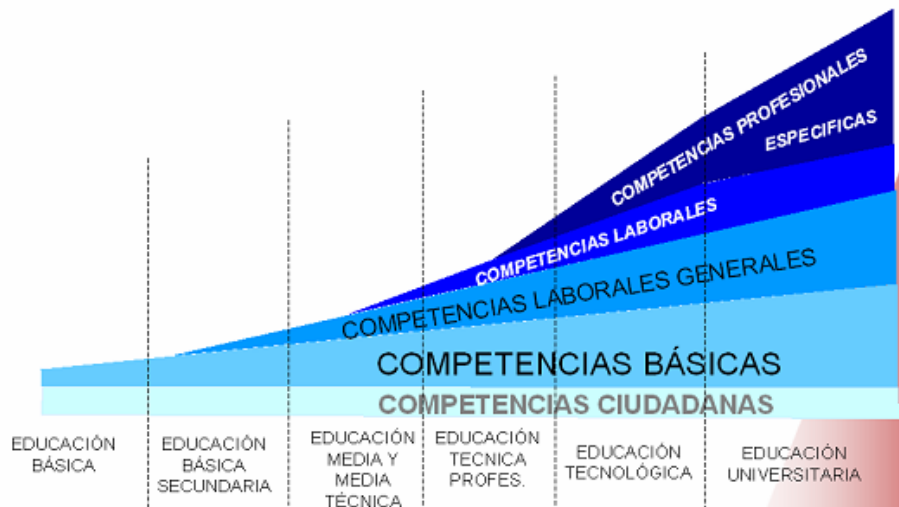 COMPETENCIAS PROFESIONALES
ESPECIFICAS
COMPETENCIAS LABORALES
COMPETENCIAS LABORALES GENERALES
COMPETENCIAS BÁSICAS
COMPETENCIAS CIUDADANAS
EDUCACIÓN
BÁSICA
EDUCACIÓN
BÁSICA
SECUNDARIA
EDUCACIÓN
MEDIA Y
MEDIA
TÉCNICA
EDUCACIÓN
TECNICA
PROFES.
EDUCACIÓN
TECNOLÓGICA
EDUCACIÓN
UNIVERSITARIA